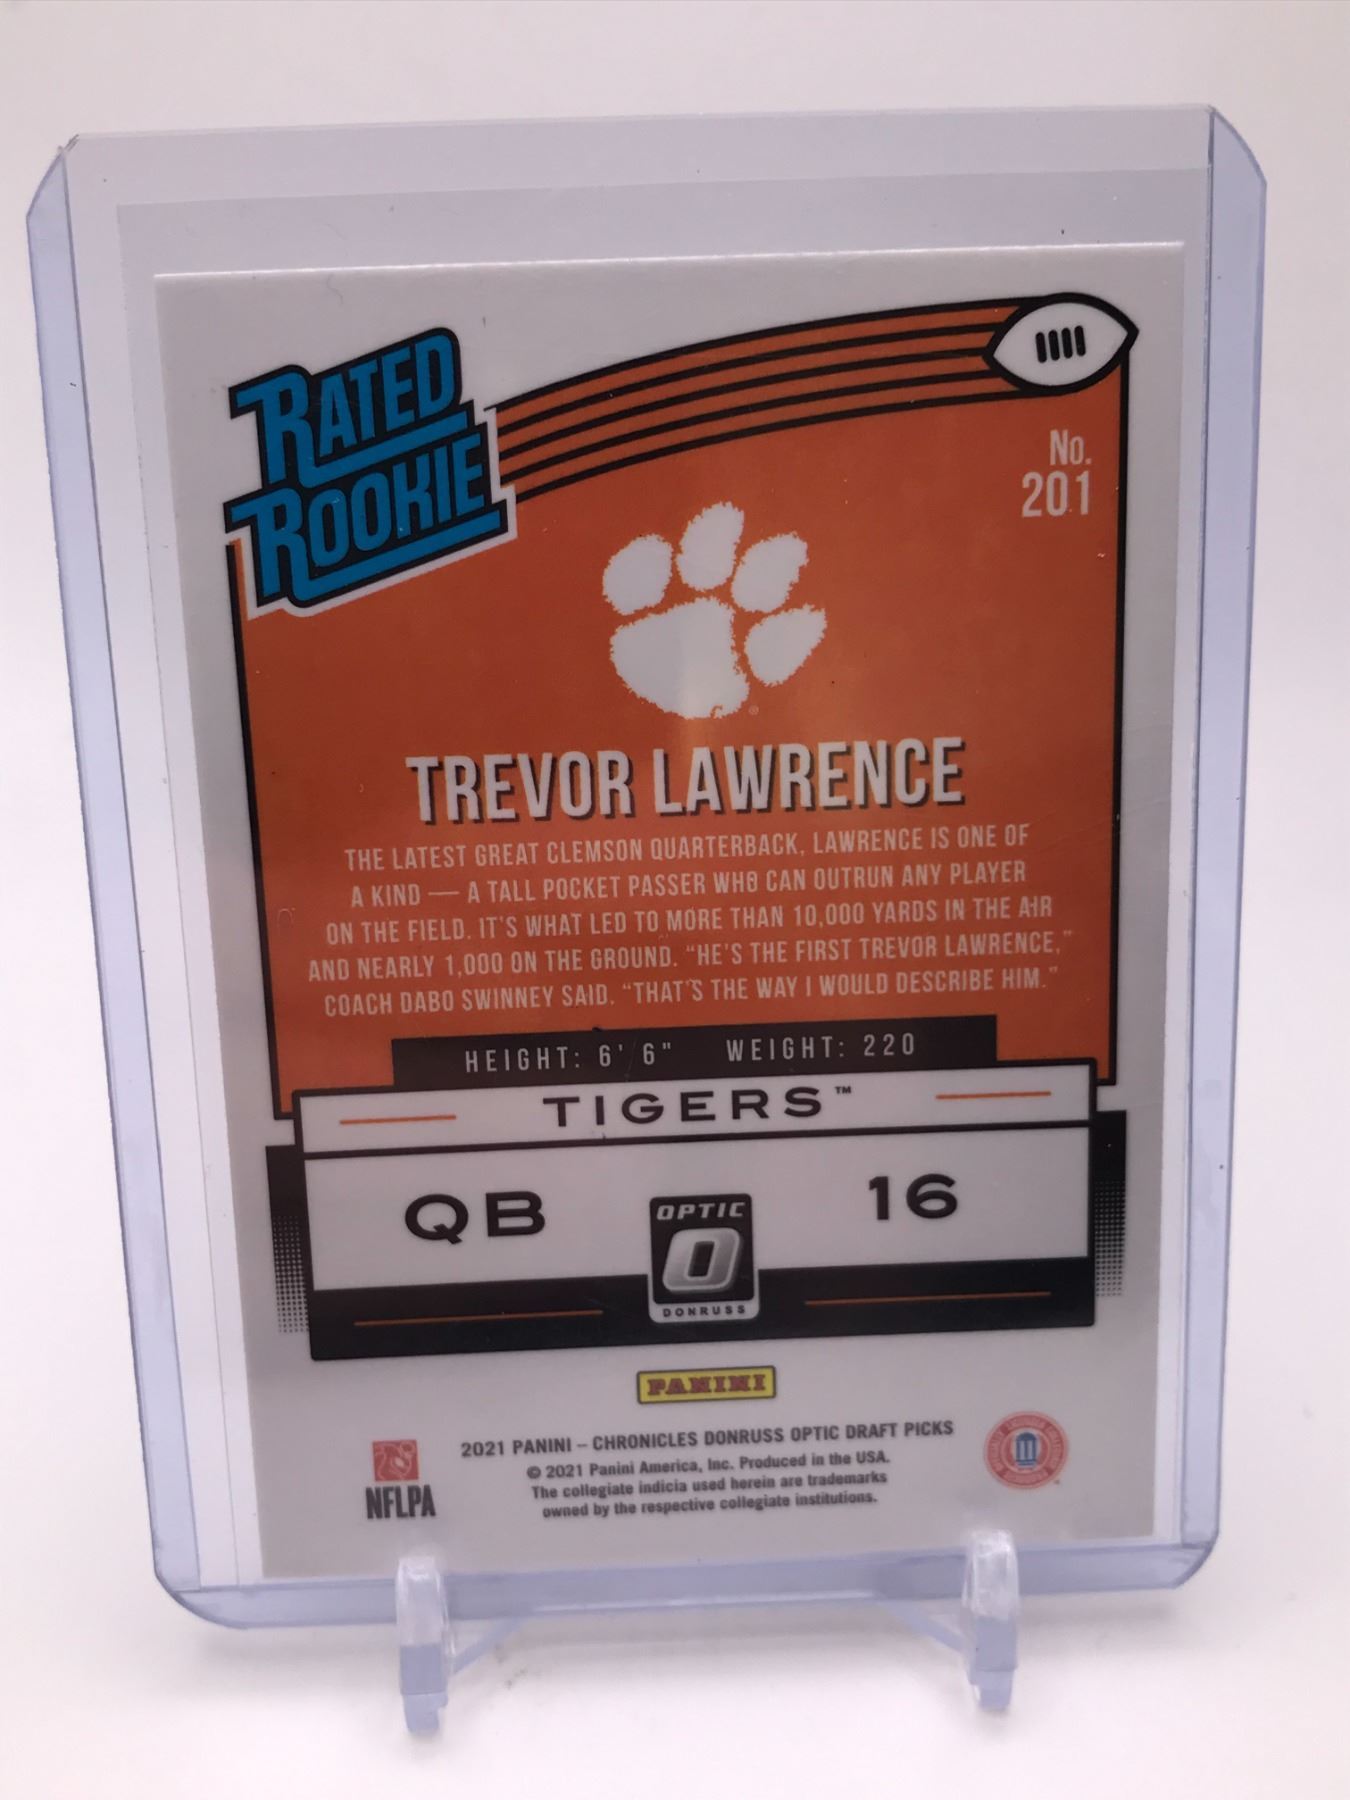 RATED
ROOKIE
No.
201
TREVOR LAWRENCE
THE LATEST GREAT CLEMSON QUARTERBACK, LAWRENCE IS ONE OF
A KIND — A TALL POCKET PASSER WHO CAN OUTRUN ANY PLAYER
ON THE FIELD. IT'S WHAT LED TO MORE THAN 10,000 YARDS IN THE AIR
AND NEARLY 1,000 ON THE GROUND. “HE'S THE FIRST TREVOR LAWRENCE,”
COACH DABO SWINNEY SAID. “THAT'S THE WAY I WOULD DESCRIBE HIM.”
HEIGHT: 6' 6" WEIGHT: 220
TIGERS™
QB 16
OPTIC
DONRUSS
PANINI
2021 PANINI – CHRONICLES DONRUSS OPTIC DRAFT PICKS
© 2021 Panini America, Inc. Produced in the USA.
The collegiate indicia used herein are trademarks
owned by the respective collegiate institutions.
NFLPA